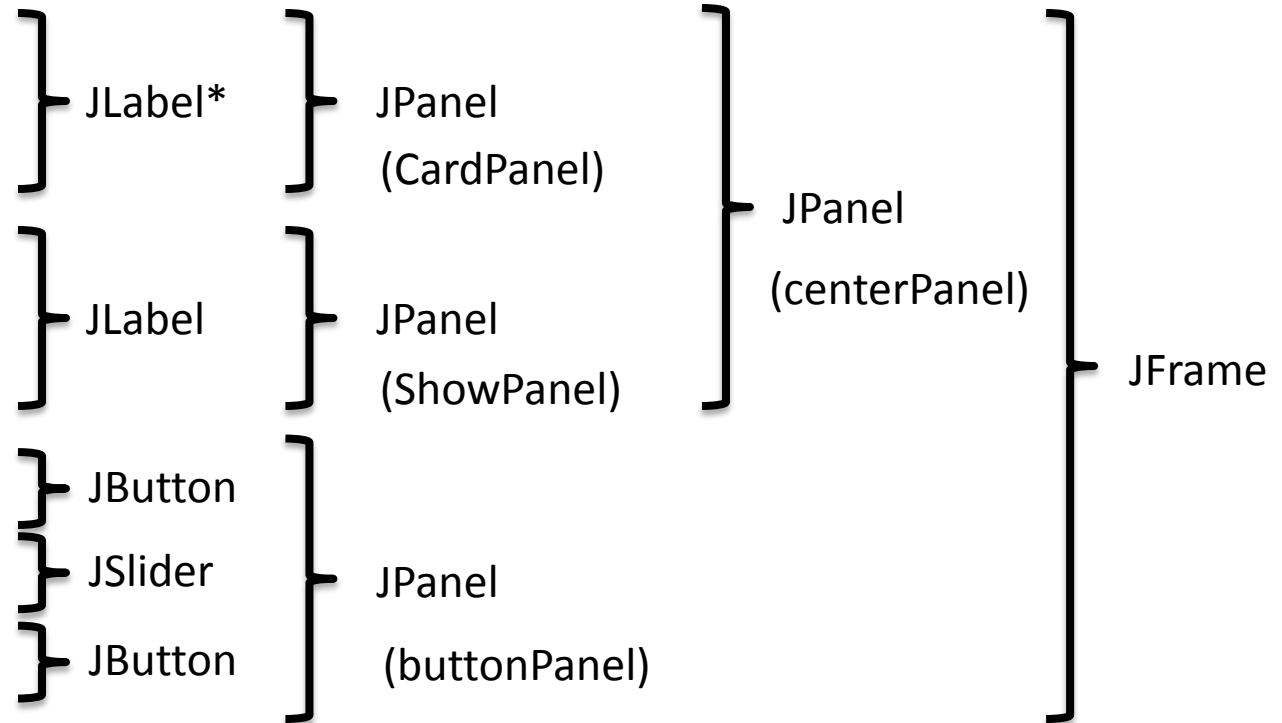 JLabel*
JPanel
(CardPanel)
JLabel
JPanel
(ShowPanel)
JPanel
(centerPanel)
JButton
JSlider
JButton
JPanel
(buttonPanel)
JFrame